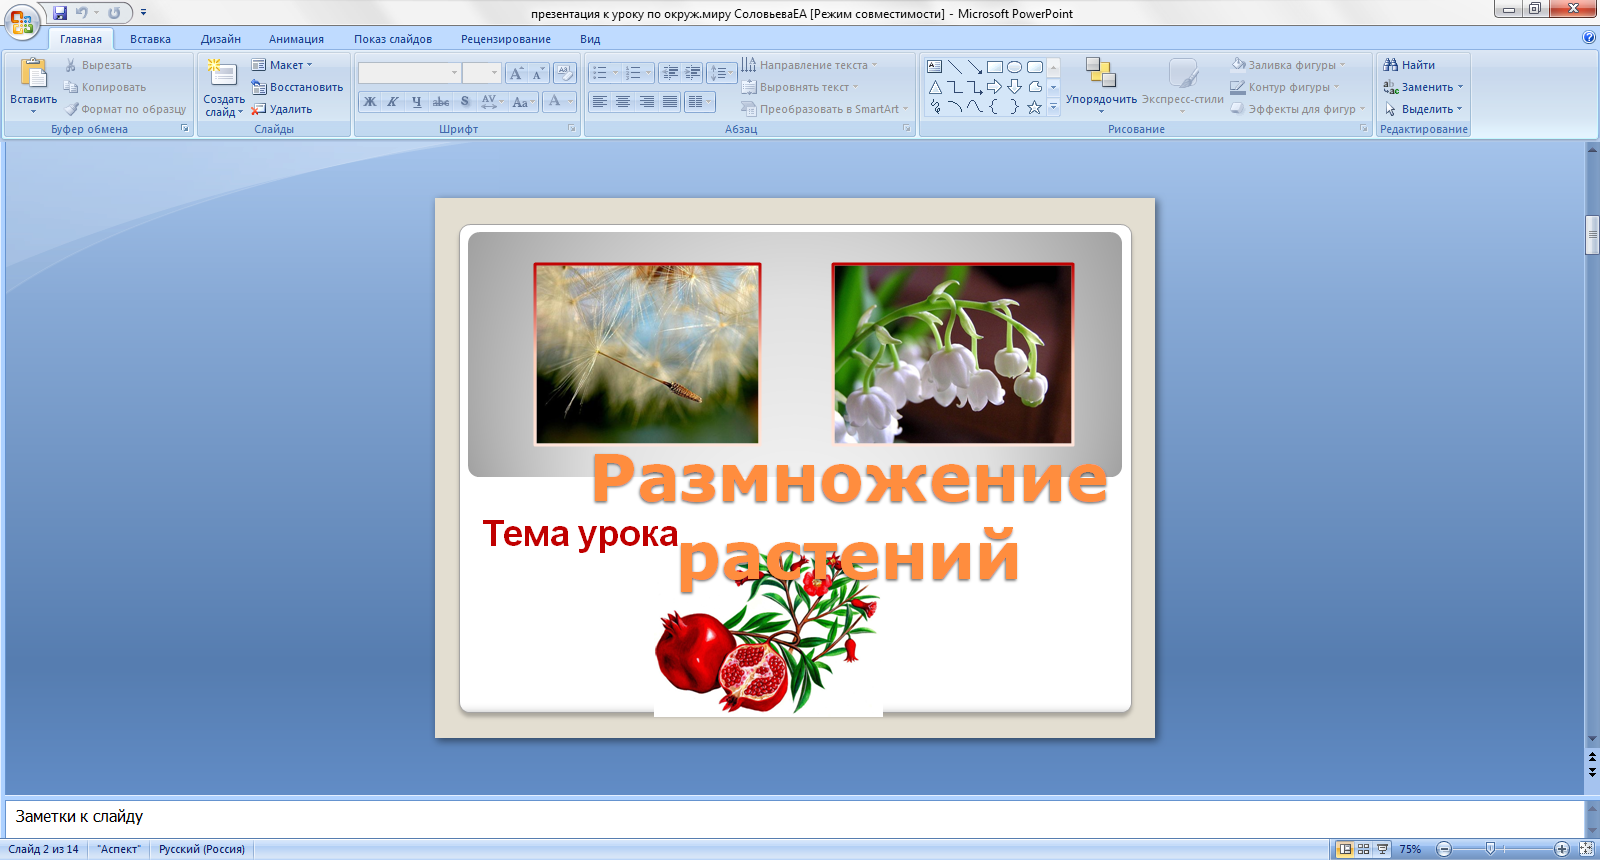 презентация к уроку по окруж.миру СоловьеваЕА [Режим совместимости] - Microsoft PowerPoint
Главная Вставка Дизайн Анимация Показ слайдов Рецензирование Вид
Вставить
Вырезать
Копировать
Формат по образцу
Буфер обмена
Создать слайд
Макет
Восстановить
Удалить
Слайды
Ж К Ч abc S AV Aa A
Шрифт
Направление текста
Выровнять текст
Преобразовать в SmartArt
Абзац
Упорядочить
Экспресс-стили
Заливка фигуры
Контур фигуры
Эффекты для фигур
Рисование
Найти
Заменить
Выделить
Редактирование
Размножение
растений
Тема урока
Заметки к слайду
Слайд 2 из 14 "Аспект" Русский (Россия) 75%